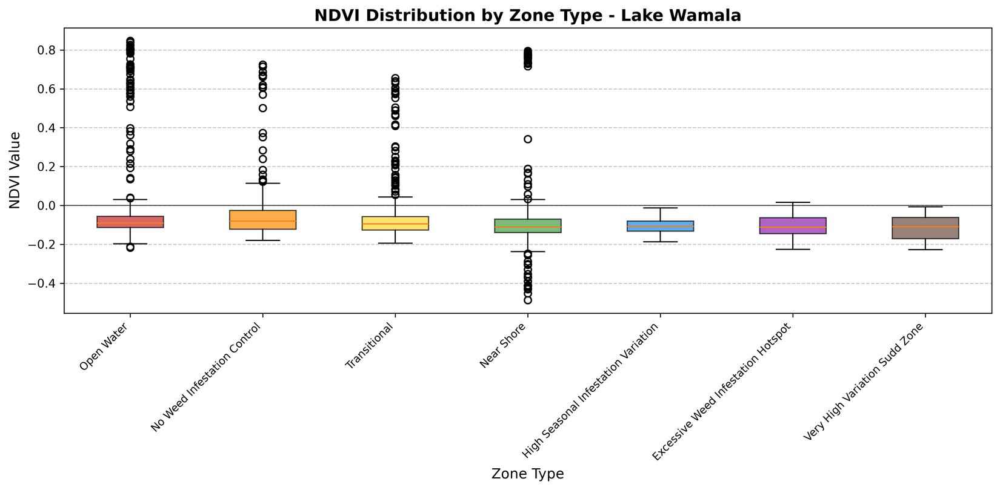 NDVI Distribution by Zone Type - Lake Wamala
NDVI Value
0.8
0.6
0.4
0.2
0.0
−0.2
−0.4
Open Water
No Weed Infestation Control
Transitional
Near Shore
High Seasonal Infestation Variation
Excessive Weed Infestation Hotspot
Very High Variation Sudd Zone
Zone Type